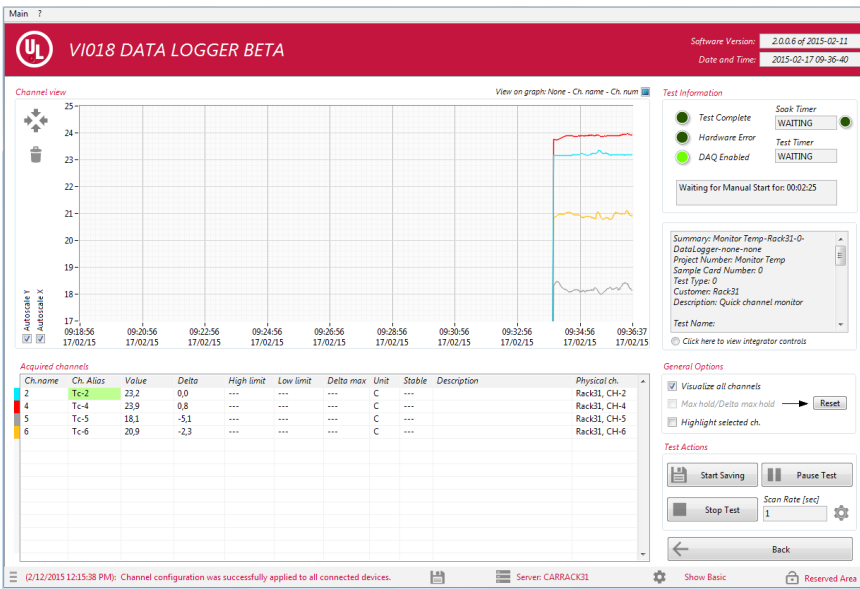 Main ?
UL
VI018 DATA LOGGER BETA
Software Version: 2.0.0.6 of 2015-02-11
Date and Time: 2015-02-17 09-36-40
Channel view
View on graph: None - Ch. name - Ch. num
25
24
23
22
21
20
19
18
17
Autoscale Y
Autoscale X
09:18:56 09:20:56 09:22:56 09:24:56 09:26:56 09:28:56 09:30:56 09:32:56 09:34:56 09:36:37
17/02/15 17/02/15 17/02/15 17/02/15 17/02/15 17/02/15 17/02/15 17/02/15 17/02/15 17/02/15
Test Information
Test Complete
Hardware Error
DAQ Enabled
Soak Timer
WAITING
Test Timer
WAITING
Waiting for Manual Start for: 00:02:25
Summary: Monitor Temp-Rack31-0-
DataLogger-none-none
Project Number: Monitor Temp
Sample Card Number: 0
Test Type: 0
Customer: Rack31
Description: Quick channel monitor
Test Name:
Click here to view integrator controls
Acquired channels
Ch.name Ch. Alias Value Delta High limit Low limit Delta max Unit Stable Description Physical ch.
2 Tc-2 23,2 0,0 --- --- --- C --- Rack31, CH-2
4 Tc-4 23,9 0,8 --- --- --- C --- Rack31, CH-4
5 Tc-5 18,1 -5,1 --- --- --- C --- Rack31, CH-5
6 Tc-6 20,9 -2,3 --- --- --- C --- Rack31, CH-6
General Options
Visualize all channels
Max hold/Delta max hold Reset
Highlight selected ch.
Test Actions
Start Saving Pause Test
Stop Test
Scan Rate [sec]
1
Back
(2/12/2015 12:15:38 PM): Channel configuration was successfully applied to all connected devices. Server: CARRACK31 Show Basic Reserved Area